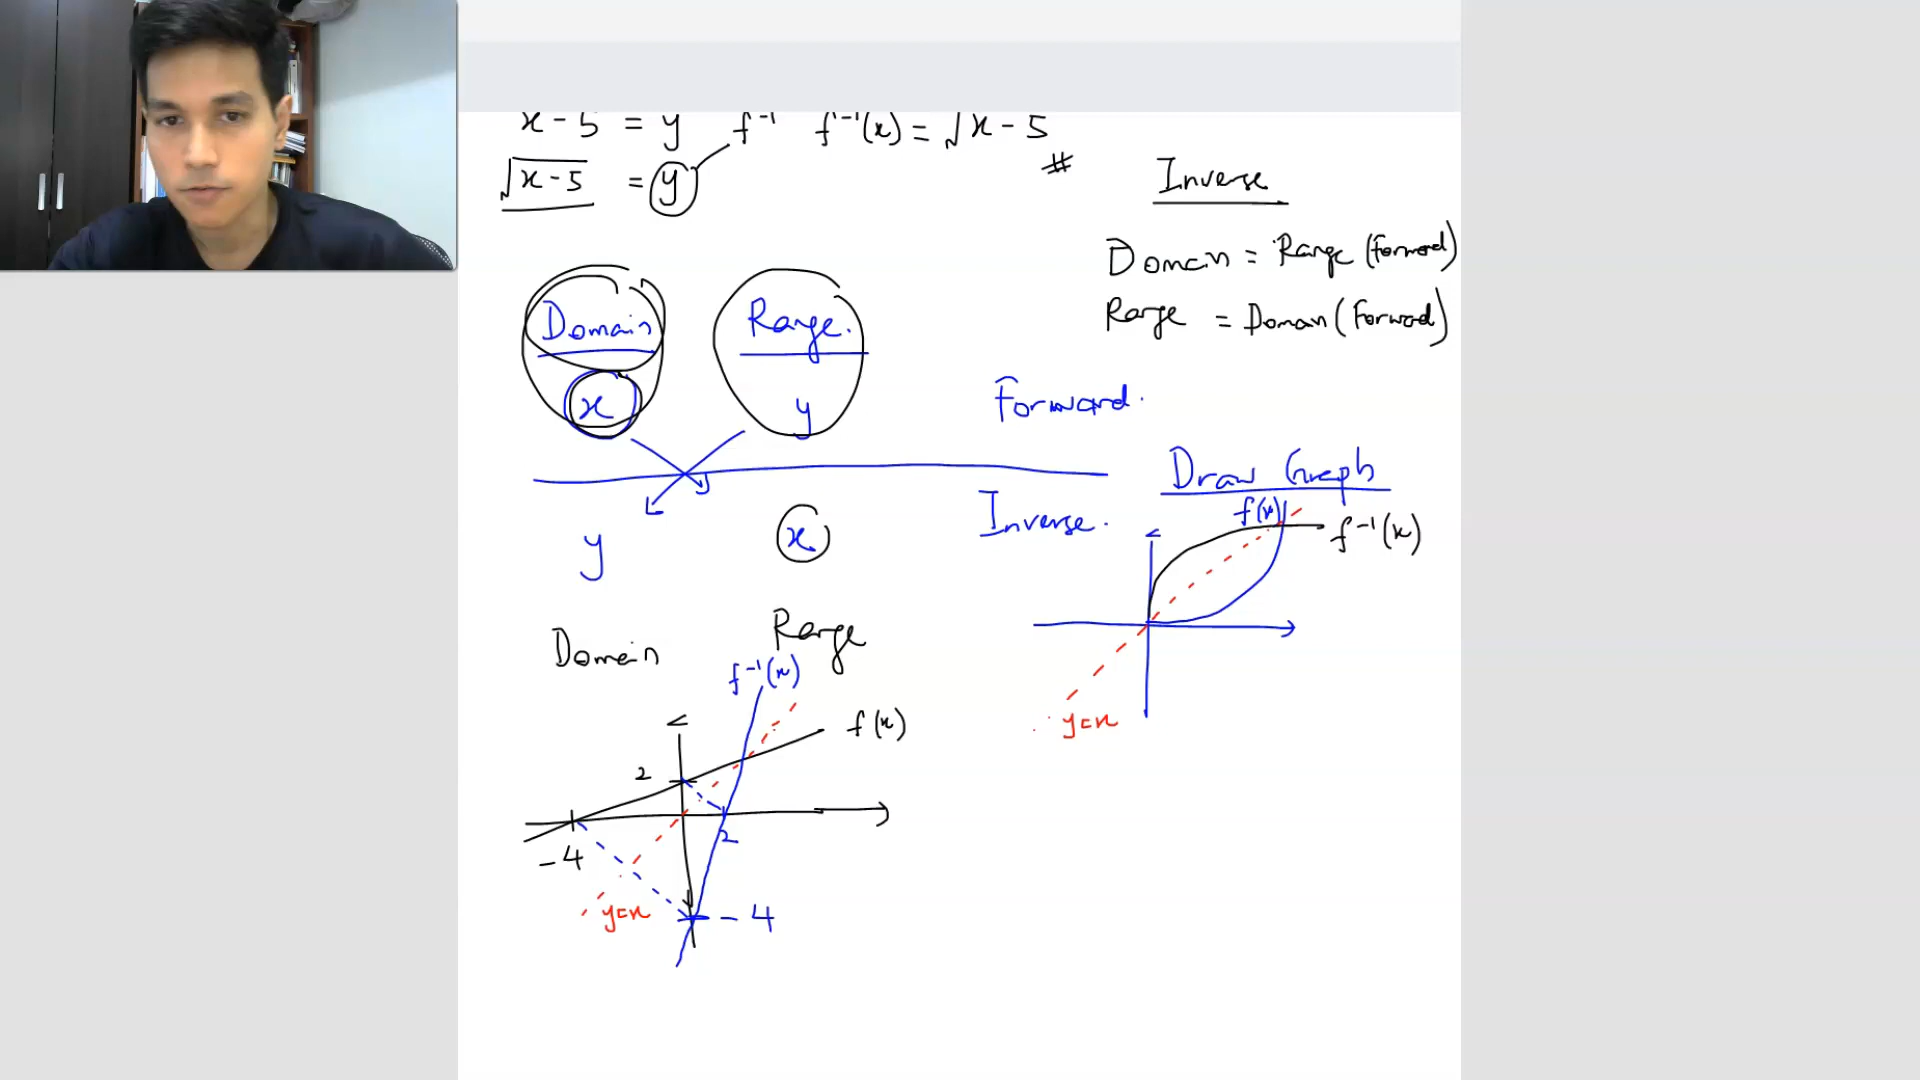 x - 5 = y f⁻¹ f⁻¹(x) = √x - 5
√x - 5 = y #
Inverse
Domain = Range (Forward)
Range = Doman (Forward)
Domain Range.
x y
Forward.
Inverse.
y x
Domain Range
Draw Graph
f(x) f⁻¹(x)
y=x
f⁻¹(x)
f(x)
2
-4 2
y=x
- 4